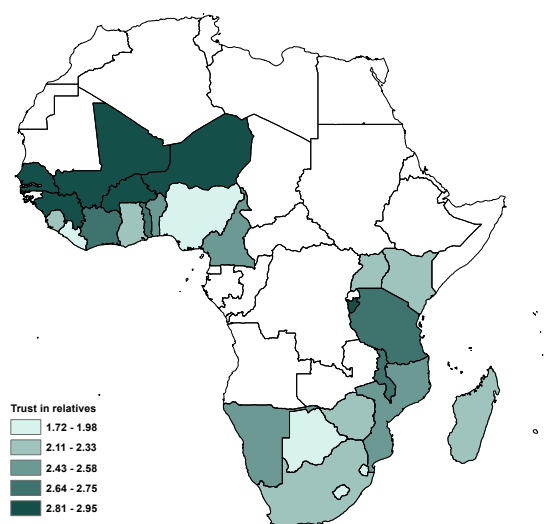 Trust in relatives
1.72 - 1.98
2.11 - 2.33
2.43 - 2.58
2.64 - 2.75
2.81 - 2.95